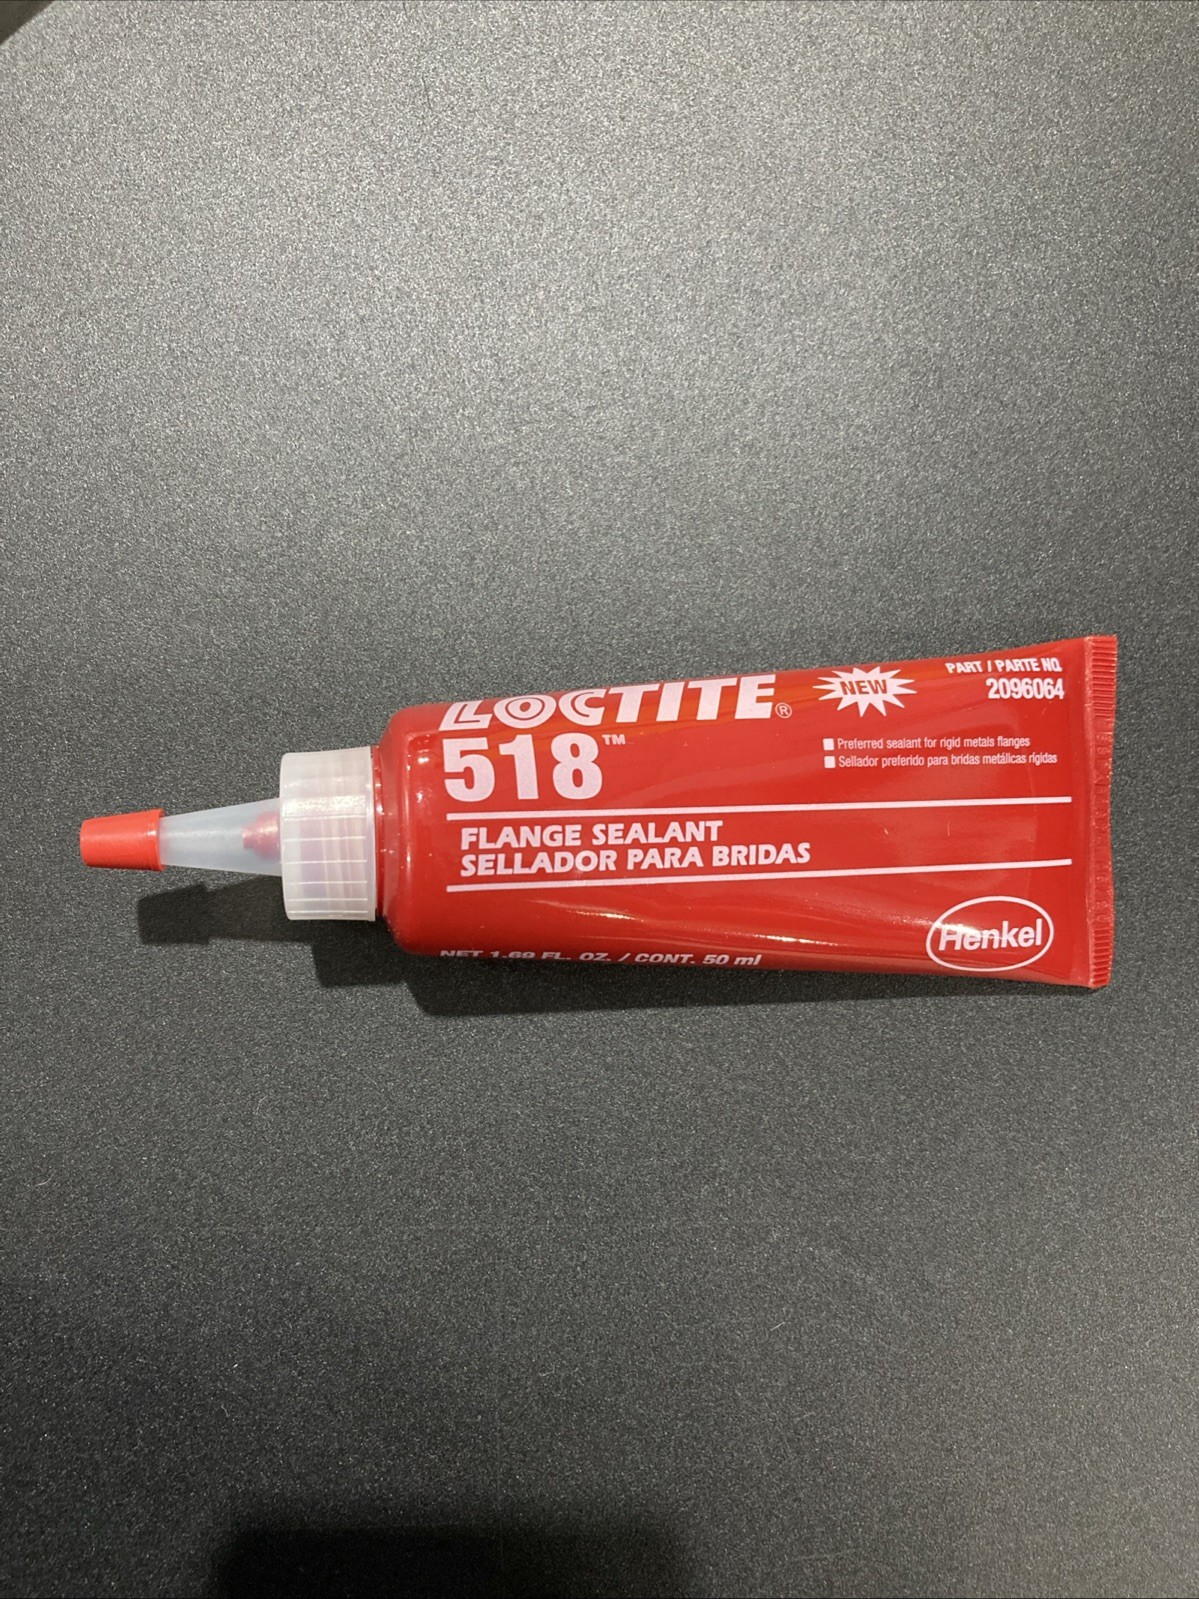 LOCTITE®
518™
NEW
PART / PARTE NO.
2096064
Preferred sealant for rigid metals flanges
Sellador preferido para bridas metálicas rígidas
FLANGE SEALANT
SELLADOR PARA BRIDAS
Henkel
NET 1.69 FL. OZ. / CONT. 50 ml